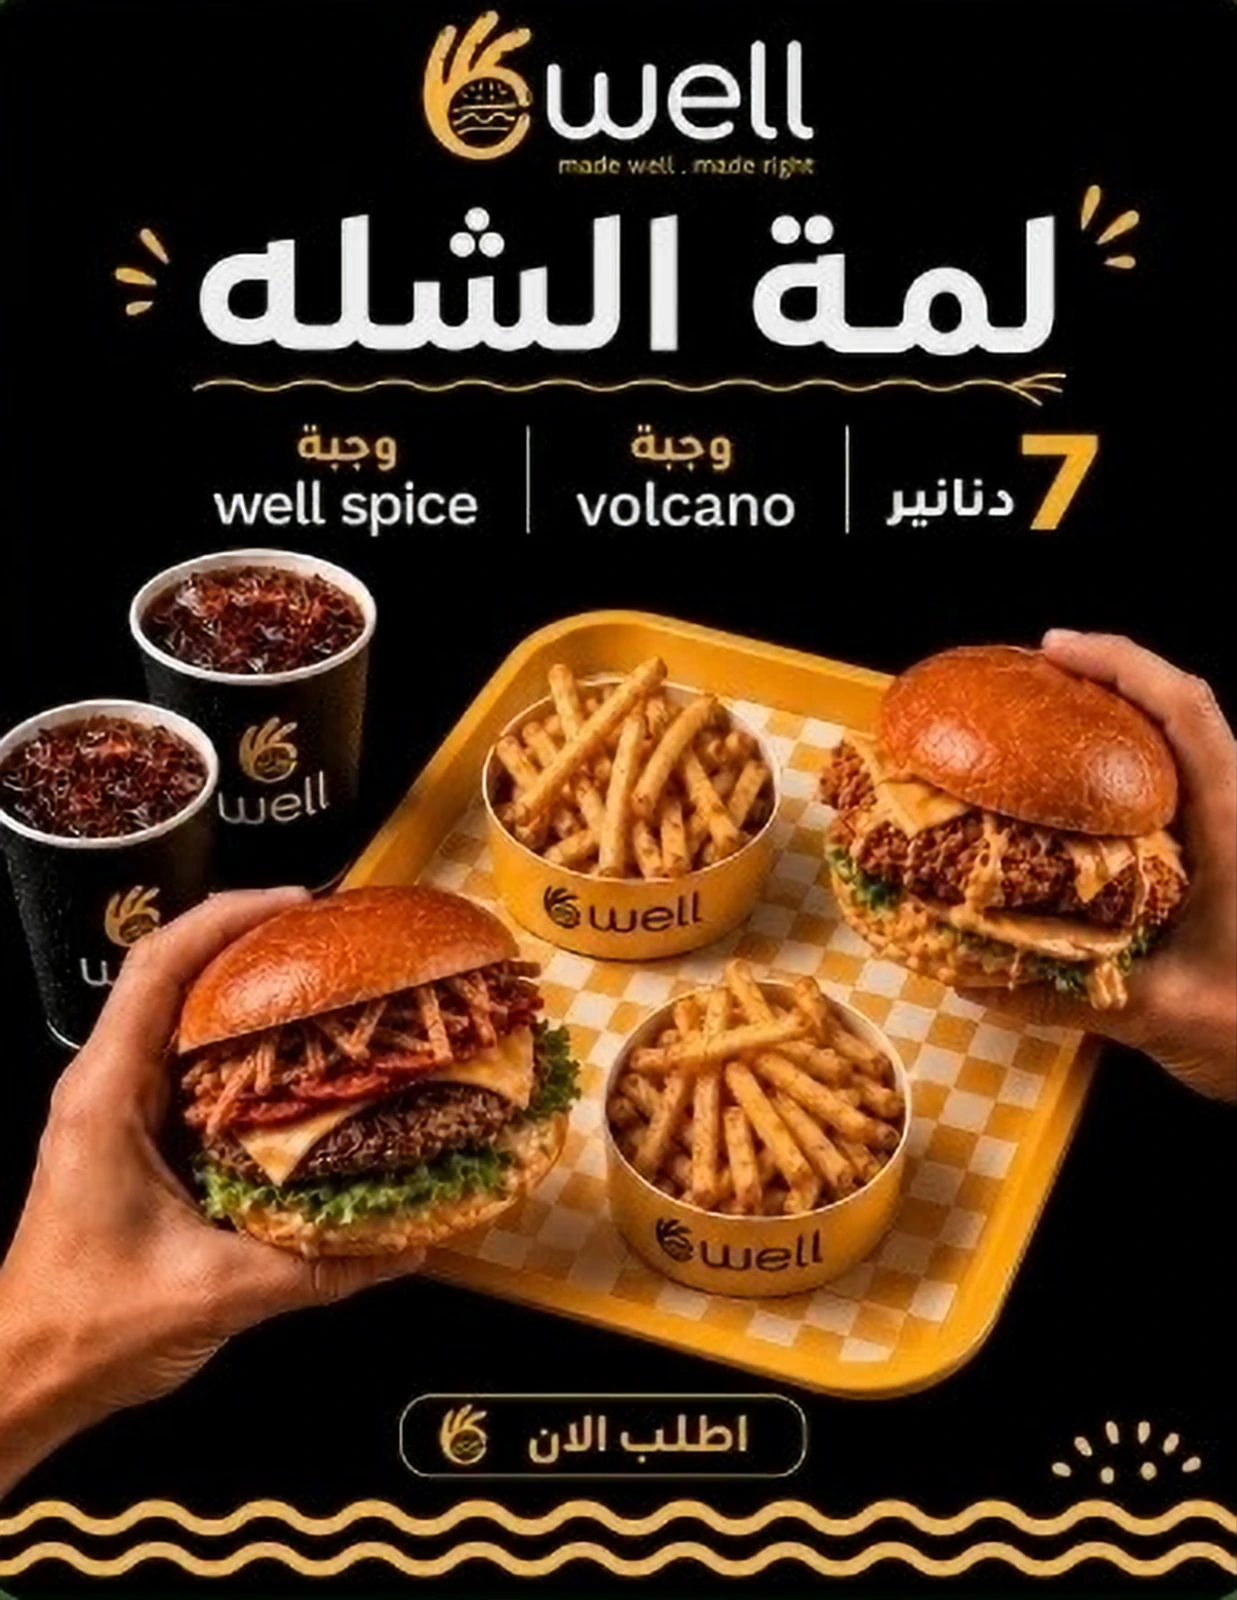 well
made well . made right
لمة الشله
7 دنانير
وجبة
volcano
وجبة
well spice
well
well
well
اطلب الان